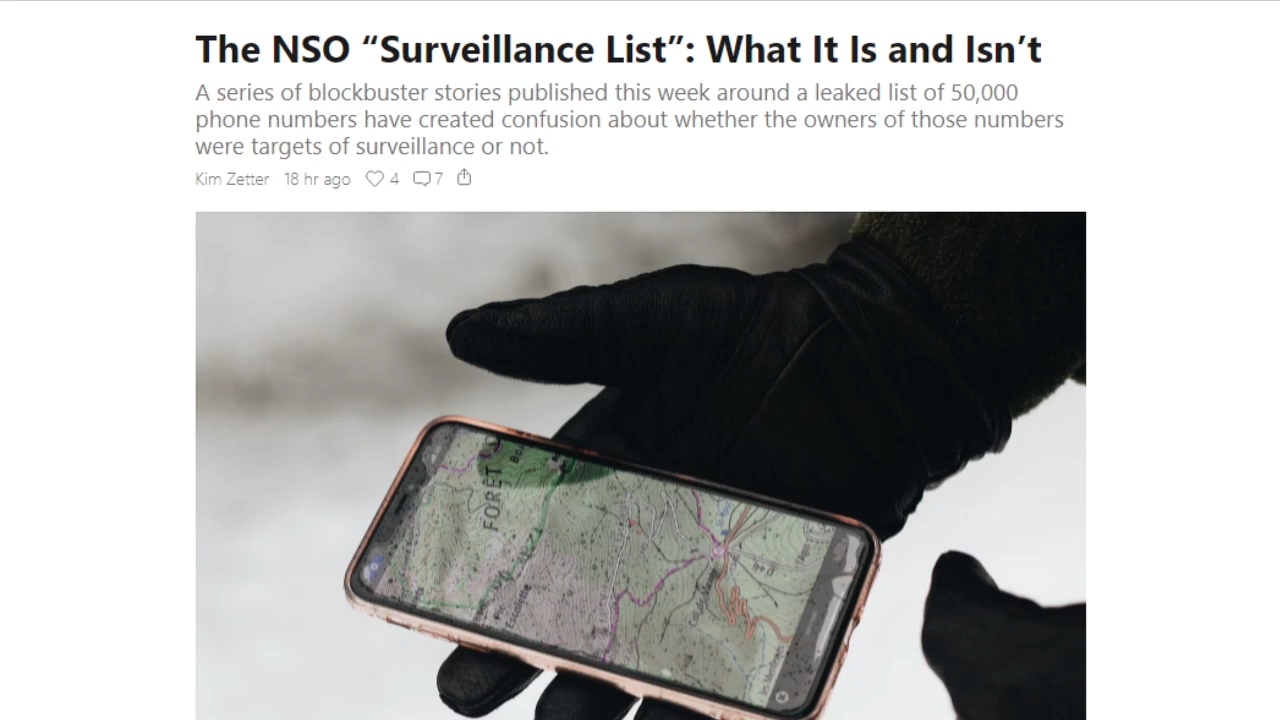 The NSO “Surveillance List”: What It Is and Isn’t
A series of blockbuster stories published this week around a leaked list of 50,000
phone numbers have created confusion about whether the owners of those numbers
were targets of surveillance or not.
Kim Zetter 18 hr ago 4 7
FORÊT